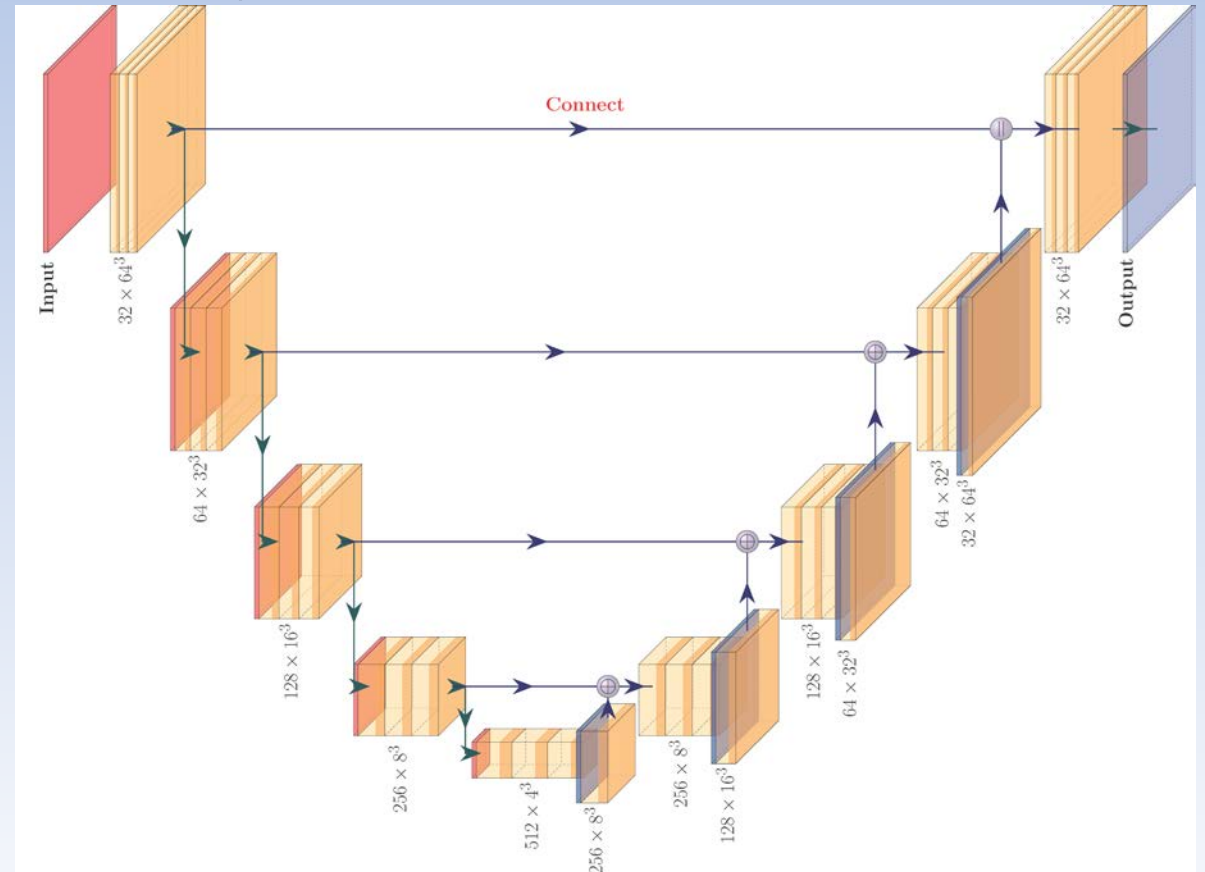 Connect
Input
32 × 64³
64 × 32³
128 × 16³
256 × 8³
512 × 4³
256 × 8³
256 × 8³
128 × 16³
128 × 16³
64 × 32³
64 × 32³
32 × 64³
32 × 64³
Output